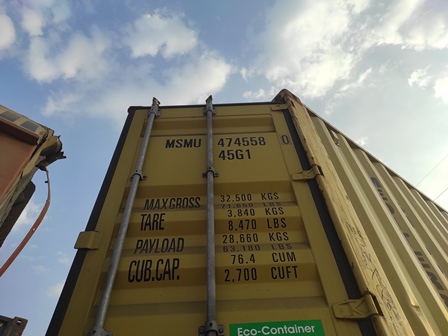 MSMU 474558 0
45G1
MAX.GROSS 32,500 KGS
71,650 LBS
TARE 3,840 KGS
8,470 LBS
PAYLOAD 28,660 KGS
63,180 LBS
CUB.CAP. 76.4 CUM
2,700 CUFT
Eco-Container